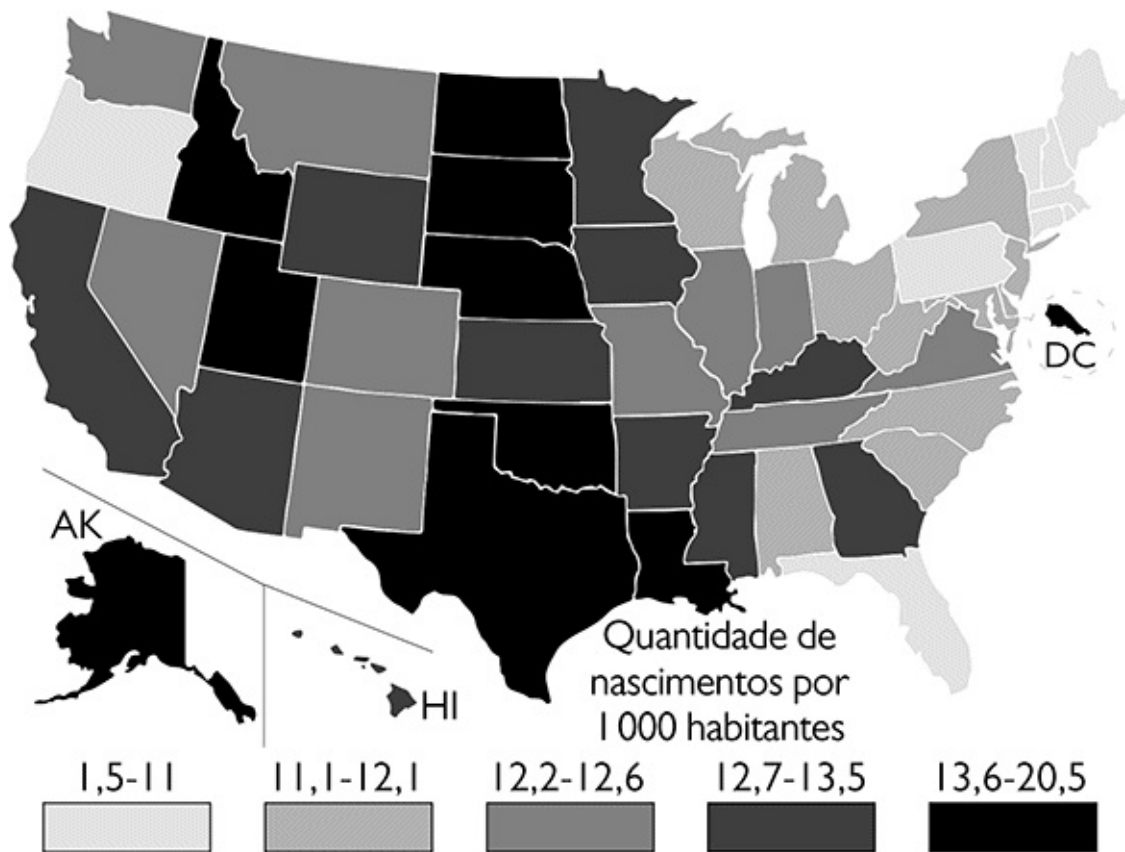 DC
AK
HI
Quantidade de
nascimentos por
1 000 habitantes
1,5-11 11,1-12,1 12,2-12,6 12,7-13,5 13,6-20,5